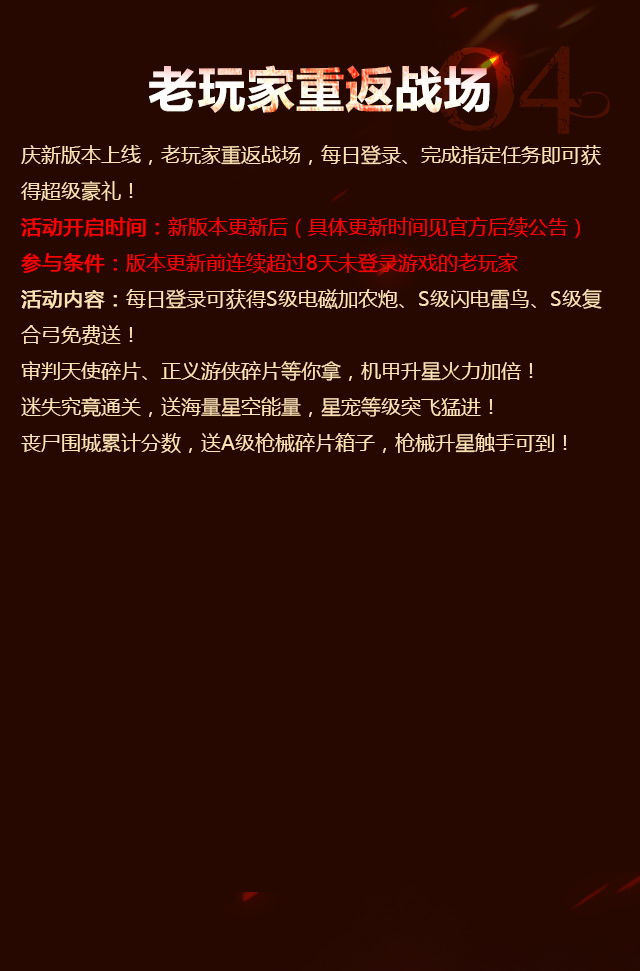 04
老玩家重返战场
庆新版本上线，老玩家重返战场，每日登录、完成指定任务即可获
得超级豪礼！
活动开启时间：新版本更新后（具体更新时间见官方后续公告）
参与条件：版本更新前连续超过8天未登录游戏的老玩家
活动内容：每日登录可获得S级电磁加农炮、S级闪电雷鸟、S级复
合弓免费送！
审判天使碎片、正义游侠碎片等你拿，机甲升星火力加倍！
迷失究竟通关，送海量星空能量，星宠等级突飞猛进！
丧尸围城累计分数，送A级枪械碎片箱子，枪械升星触手可到！